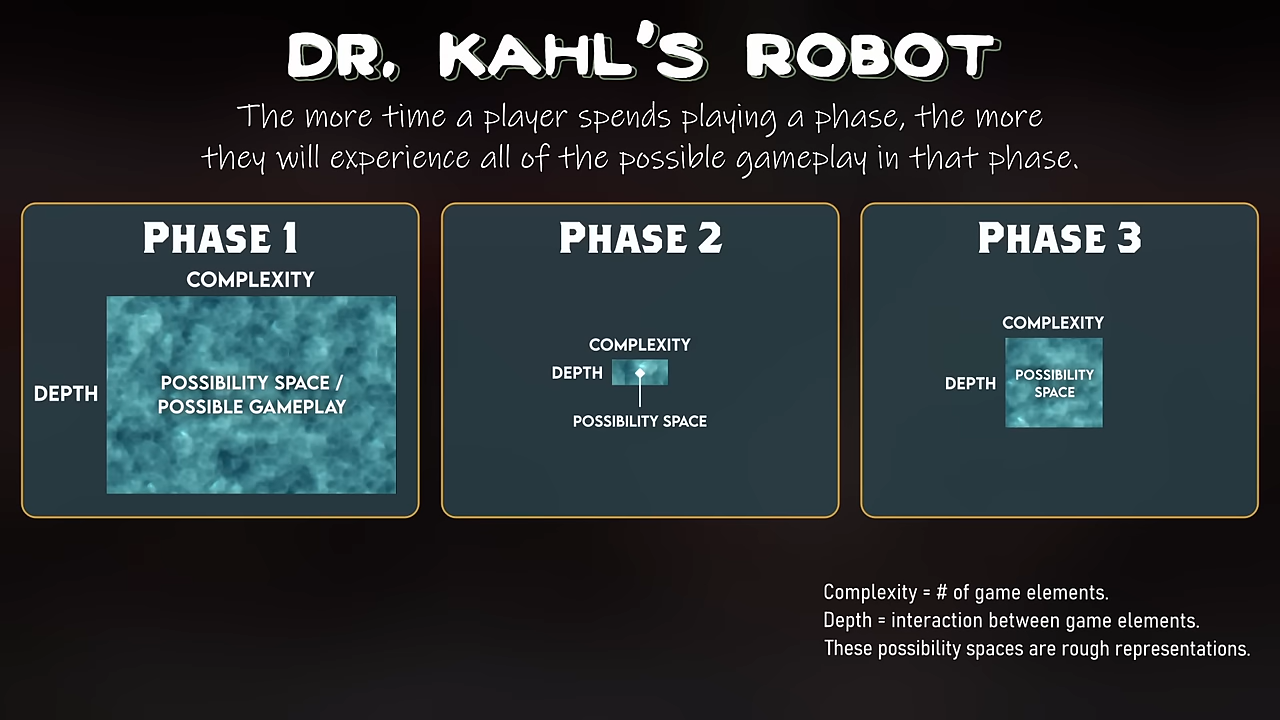 DR. KAHL'S ROBOT
The more time a player spends playing a phase, the more
they will experience all of the possible gameplay in that phase.
PHASE 1
COMPLEXITY
DEPTH
POSSIBILITY SPACE /
POSSIBLE GAMEPLAY
PHASE 2
COMPLEXITY
DEPTH
POSSIBILITY SPACE
PHASE 3
COMPLEXITY
DEPTH
POSSIBILITY
SPACE
Complexity = # of game elements.
Depth = interaction between game elements.
These possibility spaces are rough representations.